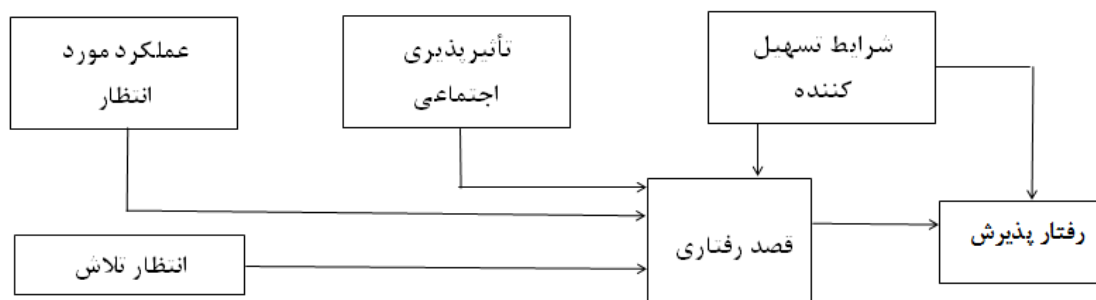 عملکرد مورد
انتظار
تأثیرپذیری
اجتماعی
شرایط تسهیل
کننده
قصد رفتاری
رفتار پذیرش
انتظار تلاش